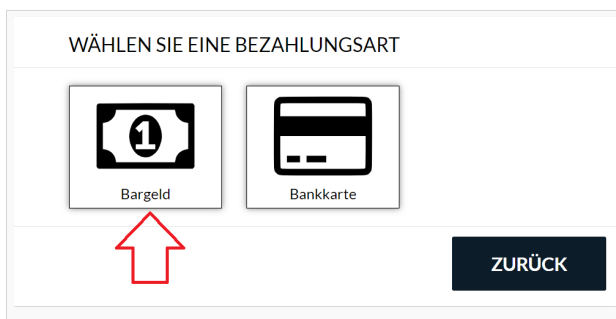 WÄHLEN SIE EINE BEZAHLUNGSART
1
Bargeld
Bankkarte
ZURÜCK